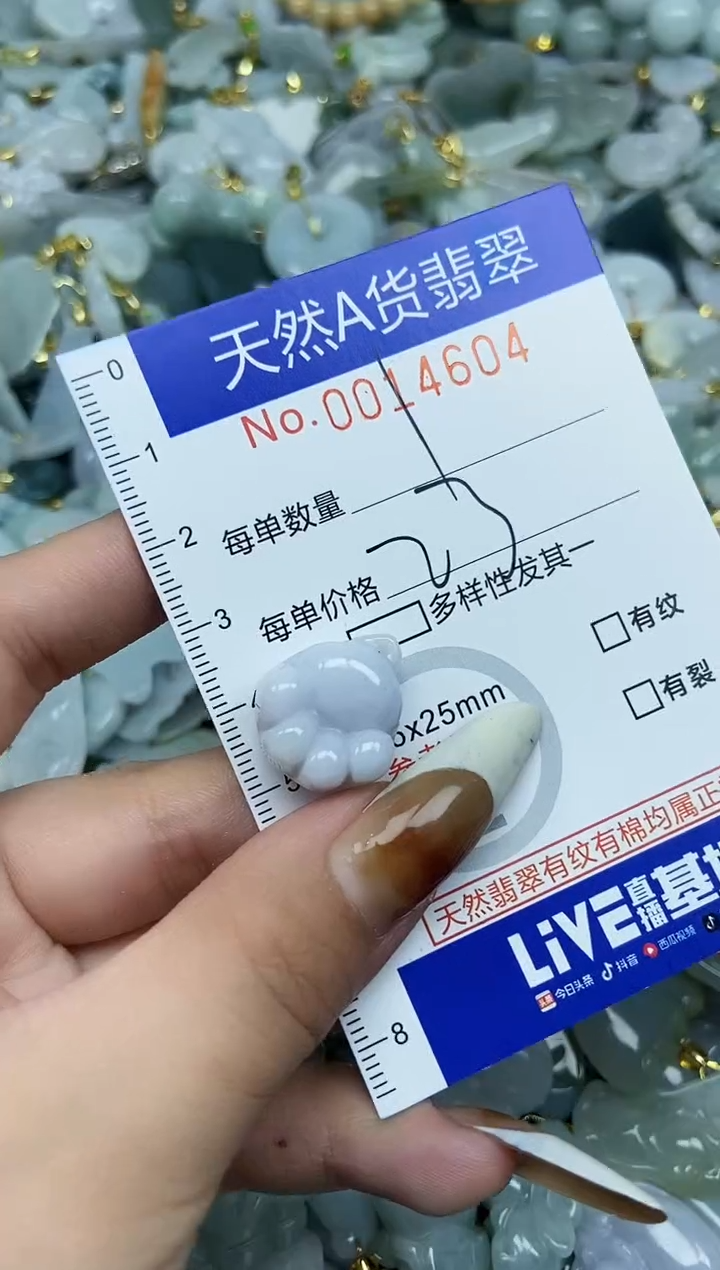 天然A货翡翠
No.0014604
0
1
每单数量
2
每单价格
3
多样性发其一
有纹
有裂
x25mm
8
天然翡翠有纹有棉均属正
LiVE直播基地
今日头条 抖音 西瓜视频